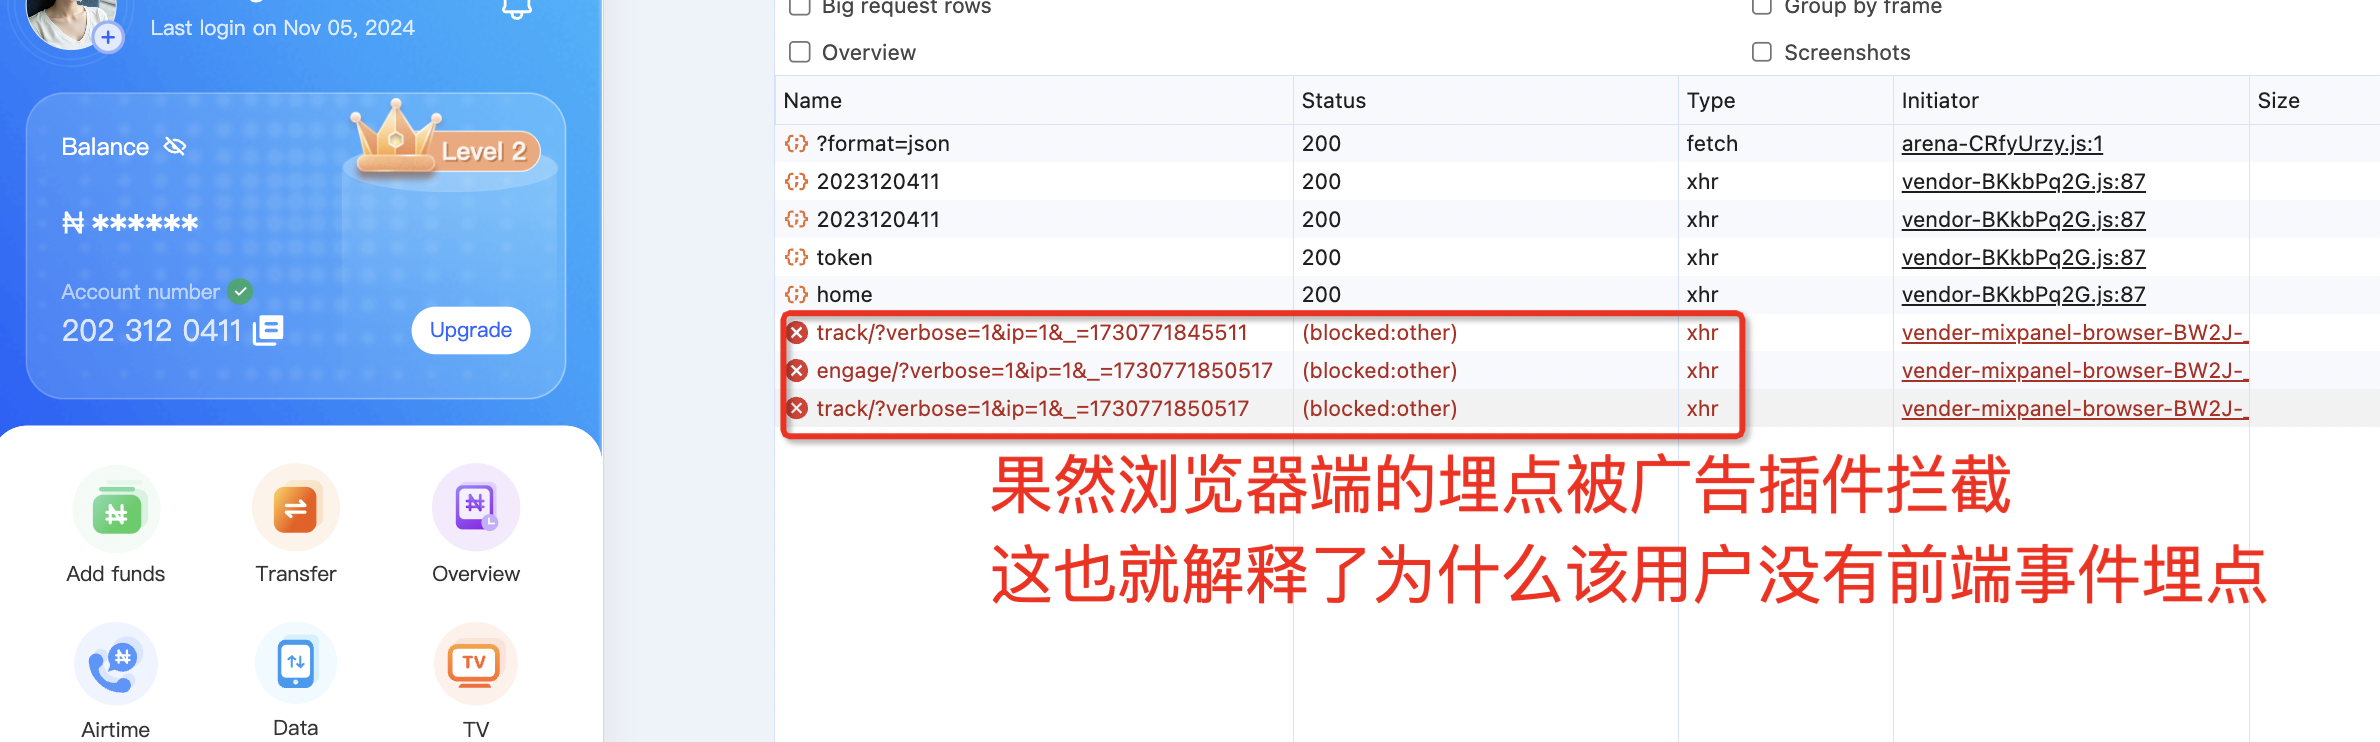 Last login on Nov 05, 2024
Balance
Level 2
₦ ******
Account number
202 312 0411
Upgrade
Add funds
Transfer
Overview
Airtime
Data
TV
TV
Big request rows
Group by frame
Overview
Screenshots
Name Status Type Initiator Size
?format=json 200 fetch arena-CRfyUrzy.js:1
2023120411 200 xhr vendor-BKkbPq2G.js:87
2023120411 200 xhr vendor-BKkbPq2G.js:87
token 200 xhr vendor-BKkbPq2G.js:87
home 200 xhr vendor-BKkbPq2G.js:87
track/?verbose=1&ip=1&_=1730771845511 (blocked:other) xhr vender-mixpanel-browser-BW2J-_
engage/?verbose=1&ip=1&_=1730771850517 (blocked:other) xhr vender-mixpanel-browser-BW2J-_
track/?verbose=1&ip=1&_=1730771850517 (blocked:other) xhr vender-mixpanel-browser-BW2J-_
果然浏览器端的埋点被广告插件拦截
这也就解释了为什么该用户没有前端事件埋点